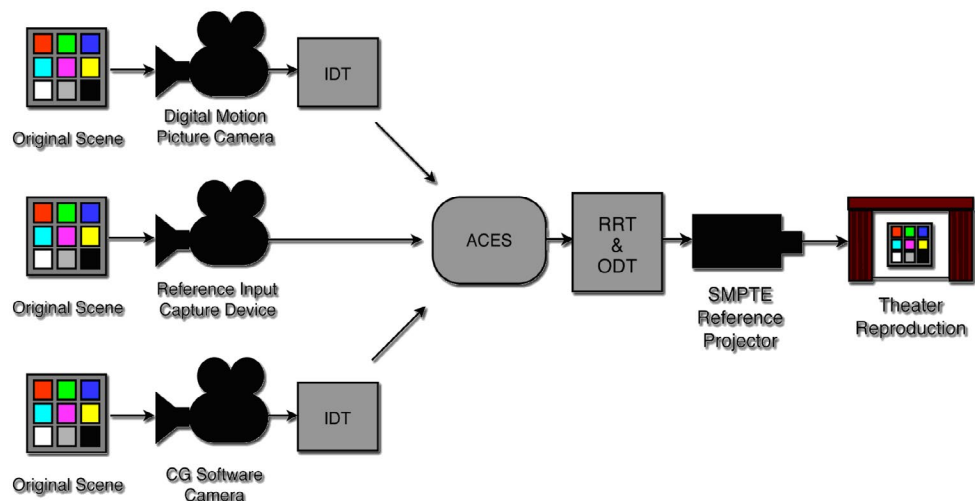 Original Scene
Digital Motion
Picture Camera
IDT
Original Scene
Reference Input
Capture Device
ACES
RRT
&
ODT
SMPTE
Reference
Projector
Theater
Reproduction
Original Scene
CG Software
Camera
IDT